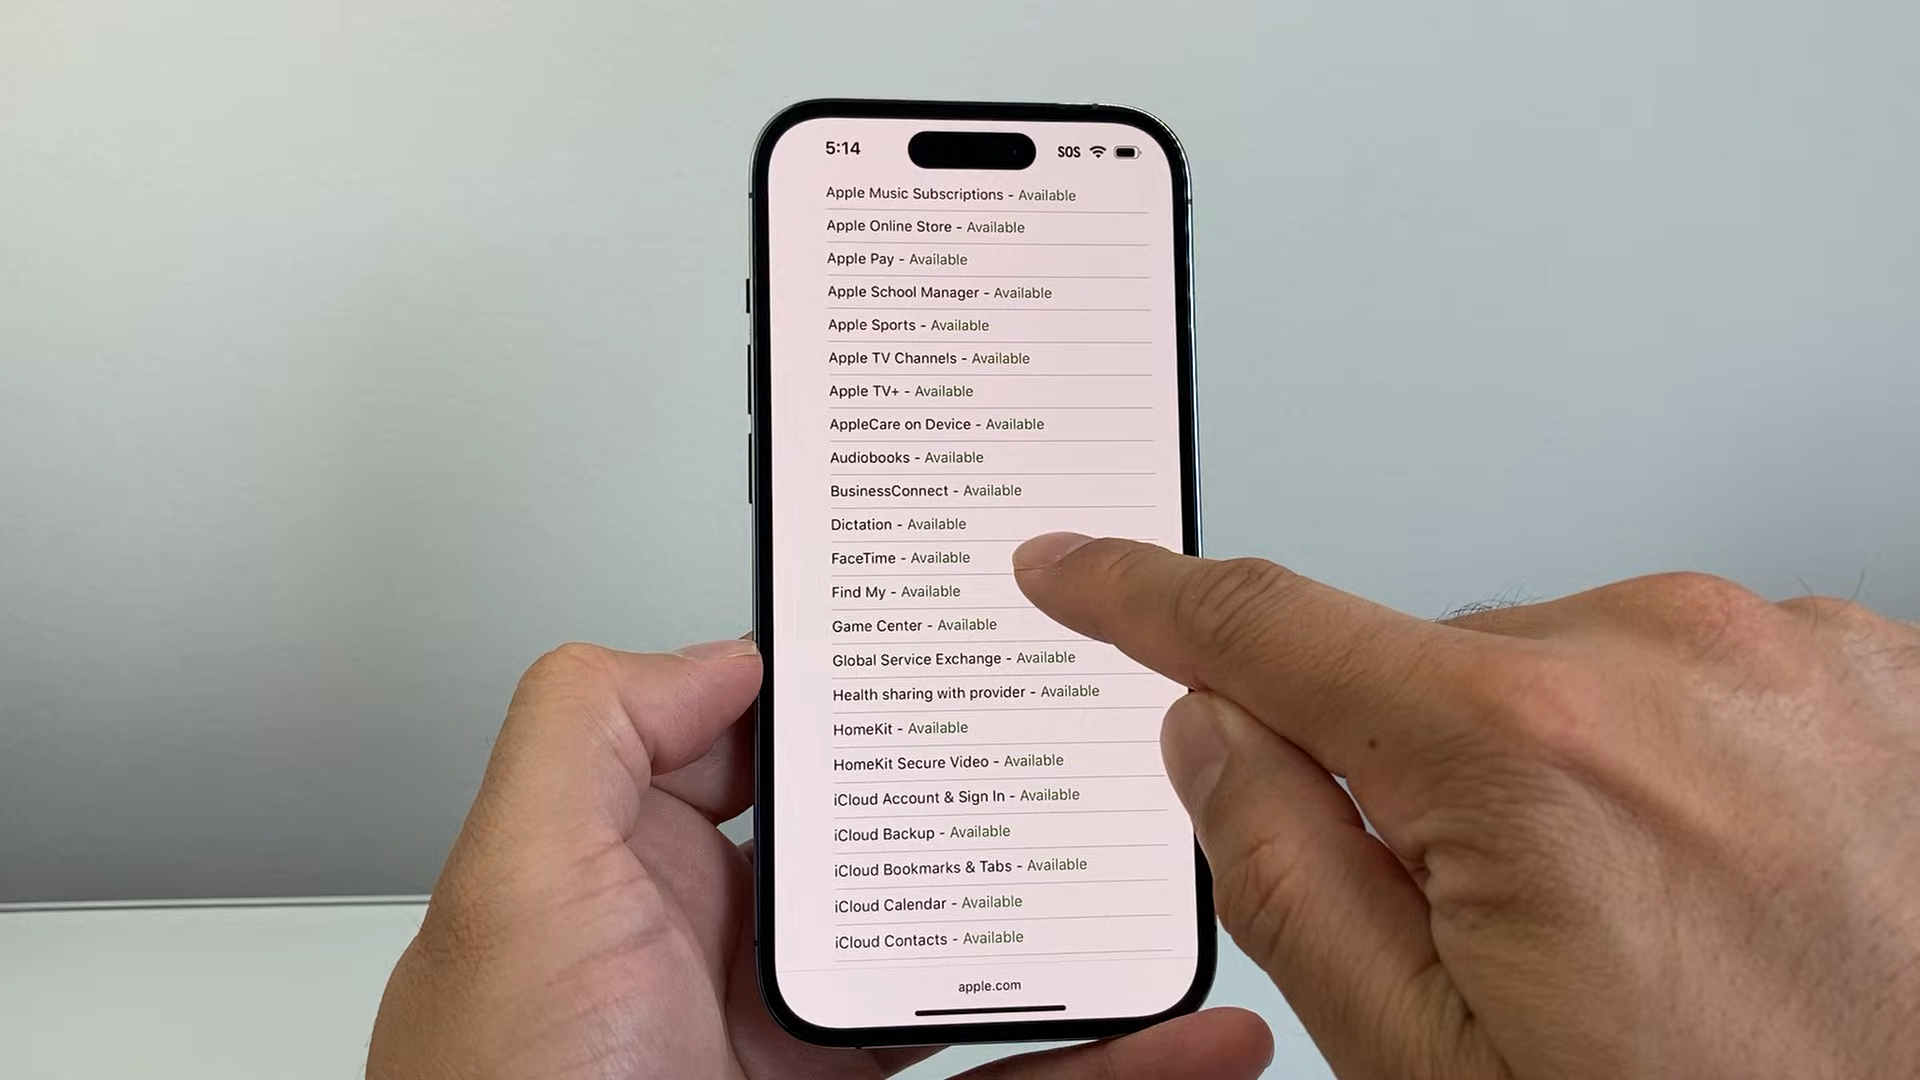 5:14
SOS
Apple Music Subscriptions - Available
Apple Online Store - Available
Apple Pay - Available
Apple School Manager - Available
Apple Sports - Available
Apple TV Channels - Available
Apple TV+ - Available
AppleCare on Device - Available
Audiobooks - Available
BusinessConnect - Available
Dictation - Available
FaceTime - Available
Find My - Available
Game Center - Available
Global Service Exchange - Available
Health sharing with provider - Available
HomeKit - Available
HomeKit Secure Video - Available
iCloud Account & Sign In - Available
iCloud Backup - Available
iCloud Bookmarks & Tabs - Available
iCloud Calendar - Available
iCloud Contacts - Available
apple.com